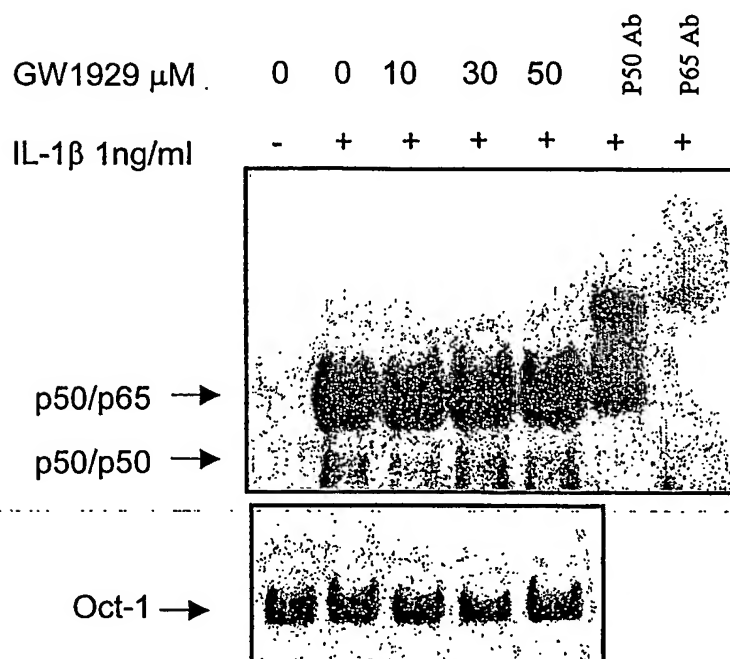 P50 Ab
P65 Ab
GW1929 μM 0 0 10 30 50
IL-1β 1ng/ml - + + + + + +
p50/p65
p50/p50
Oct-1